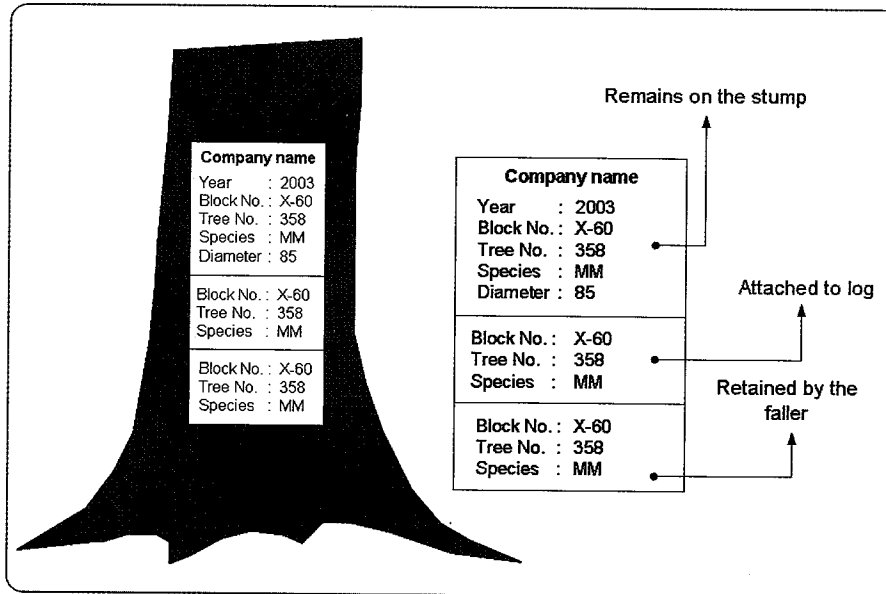 Company name
Year : 2003
Block No. : X-60
Tree No. : 358
Species : MM
Diameter : 85
Block No. : X-60
Tree No. : 358
Species : MM
Block No. : X-60
Tree No. : 358
Species : MM
Remains on the stump
Company name
Year : 2003
Block No. : X-60
Tree No. : 358
Species : MM
Diameter : 85
Attached to log
Block No. : X-60
Tree No. : 358
Species : MM
Retained by the
faller
Block No. : X-60
Tree No. : 358
Species : MM